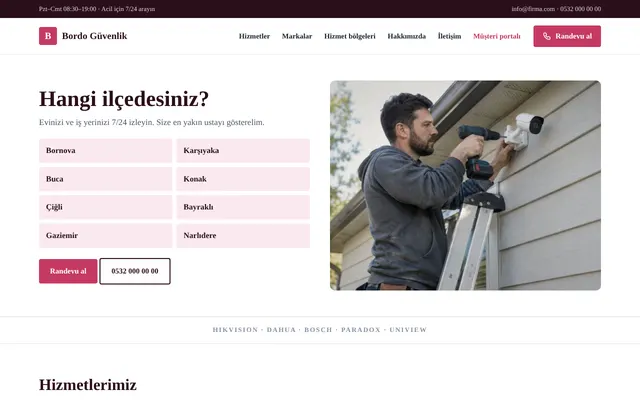 Pzt–Cmt 08:30–19:00 · Acil için 7/24 arayın
info@firma.com · 0532 000 00 00
B Bordo Güvenlik
Hizmetler Markalar Hizmet bölgeleri Hakkımızda İletişim Müşteri portalı Randevu al
Hangi ilçedesiniz?
Evinizi ve iş yerinizi 7/24 izleyin. Size en yakın ustayı gösterelim.
Bornova Karşıyaka
Buca Konak
Çiğli Bayraklı
Gaziemir Narlıdere
Randevu al 0532 000 00 00
HIKVISION · DAHUA · BOSCH · PARADOX · UNIVIEW
Hizmetlerimiz